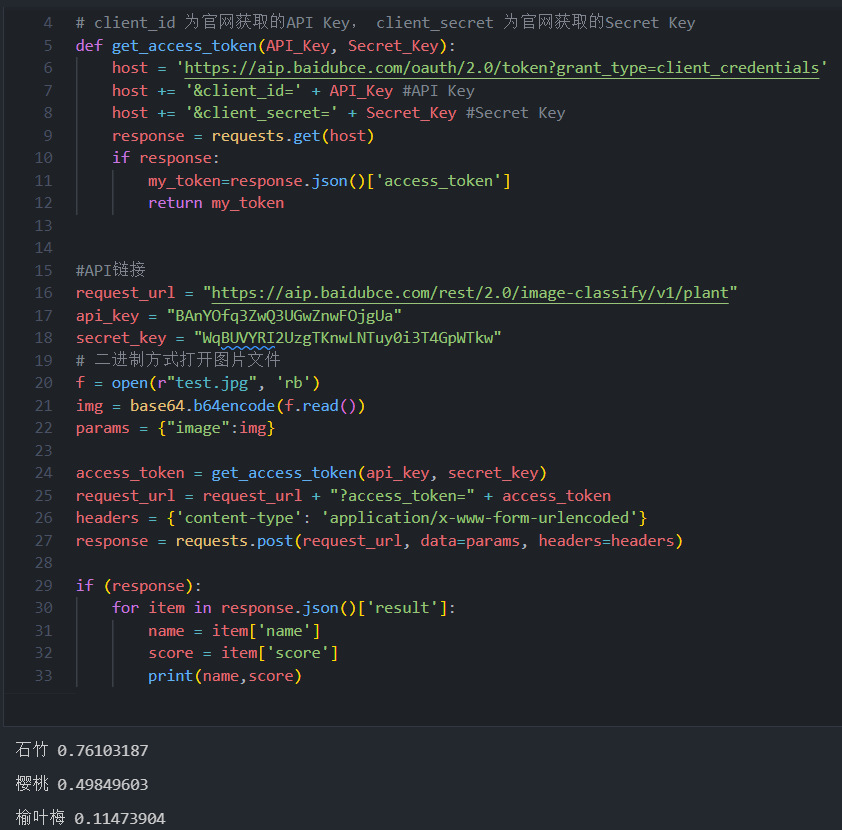 4 # client_id 为官网获取的API Key， client_secret 为官网获取的Secret Key
5 def get_access_token(API_Key, Secret_Key):
6 host = 'https://aip.baidubce.com/oauth/2.0/token?grant_type=client_credentials'
7 host += '&client_id=' + API_Key #API Key
8 host += '&client_secret=' + Secret_Key #Secret Key
9 response = requests.get(host)
10 if response:
11 my_token=response.json()['access_token']
12 return my_token
13
14
15 #API链接
16 request_url = "https://aip.baidubce.com/rest/2.0/image-classify/v1/plant"
17 api_key = "BAnYOfq3ZwQ3UGwZnwFOjgUa"
18 secret_key = "WqBUVYRI2UzgTKnwLNTuy0i3T4GpWTkw"
19 # 二进制方式打开图片文件
20 f = open(r"test.jpg", 'rb')
21 img = base64.b64encode(f.read())
22 params = {"image":img}
23
24 access_token = get_access_token(api_key, secret_key)
25 request_url = request_url + "?access_token=" + access_token
26 headers = {'content-type': 'application/x-www-form-urlencoded'}
27 response = requests.post(request_url, data=params, headers=headers)
28
29 if (response):
30 for item in response.json()['result']:
31 name = item['name']
32 score = item['score']
33 print(name,score)
石竹 0.76103187
樱桃 0.49849603
榆叶梅 0.11473904